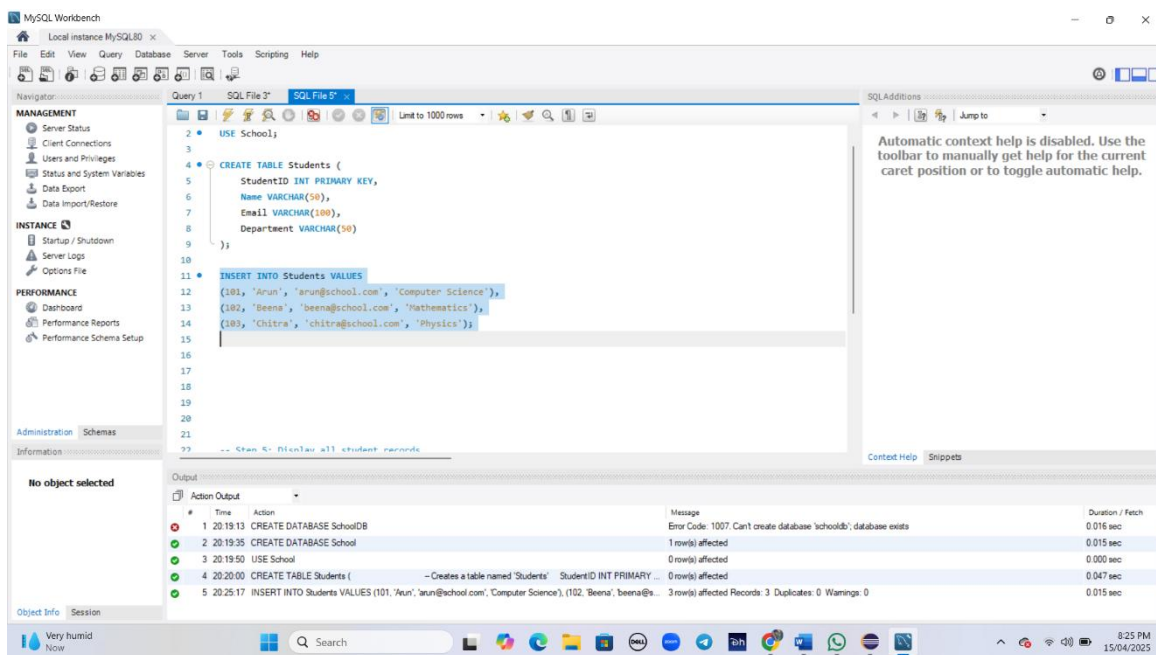 MySQL Workbench
Local instance MySQL80 ×
File Edit View Query Database Server Tools Scripting Help
Navigator
MANAGEMENT
Server Status
Client Connections
Users and Privileges
Status and System Variables
Data Export
Data Import/Restore
INSTANCE
Startup / Shutdown
Server Logs
Options File
PERFORMANCE
Dashboard
Performance Reports
Performance Schema Setup
Administration Schemas
Information
No object selected
Object Info Session
Query 1 SQL File 3* SQL File 5* ×
Limit to 1000 rows
2 USE School;
3
4 CREATE TABLE Students (
5 StudentID INT PRIMARY KEY,
6 Name VARCHAR(50),
7 Email VARCHAR(100),
8 Department VARCHAR(50)
9 );
10
11 INSERT INTO Students VALUES
12 (101, 'Arun', 'arun@school.com', 'Computer Science'),
13 (102, 'Beena', 'beena@school.com', 'Mathematics'),
14 (103, 'Chitra', 'chitra@school.com', 'Physics');
15
16
17
18
19
20
21
22 -- Step 5: Display all student records
SQLAdditions
Jump to
Automatic context help is disabled. Use the
toolbar to manually get help for the current
caret position or to toggle automatic help.
Context Help Snippets
Output
Action Output
# Time Action Message Duration / Fetch
1 20:19:13 CREATE DATABASE SchoolDB Error Code: 1007. Can't create database 'schooldb'; database exists 0.016 sec
2 20:19:35 CREATE DATABASE School 1 row(s) affected 0.015 sec
3 20:19:50 USE School 0 row(s) affected 0.000 sec
4 20:20:00 CREATE TABLE Students ( -- Creates a table named 'Students' StudentID INT PRIMARY ... 0 row(s) affected 0.047 sec
5 20:25:17 INSERT INTO Students VALUES (101, 'Arun', 'arun@school.com', 'Computer Science'), (102, 'Beena', 'beena@s... 3 row(s) affected Records: 3 Duplicates: 0 Warnings: 0 0.015 sec
Very humid
Now
Search
DELL
zoom
8:25 PM
15/04/2025